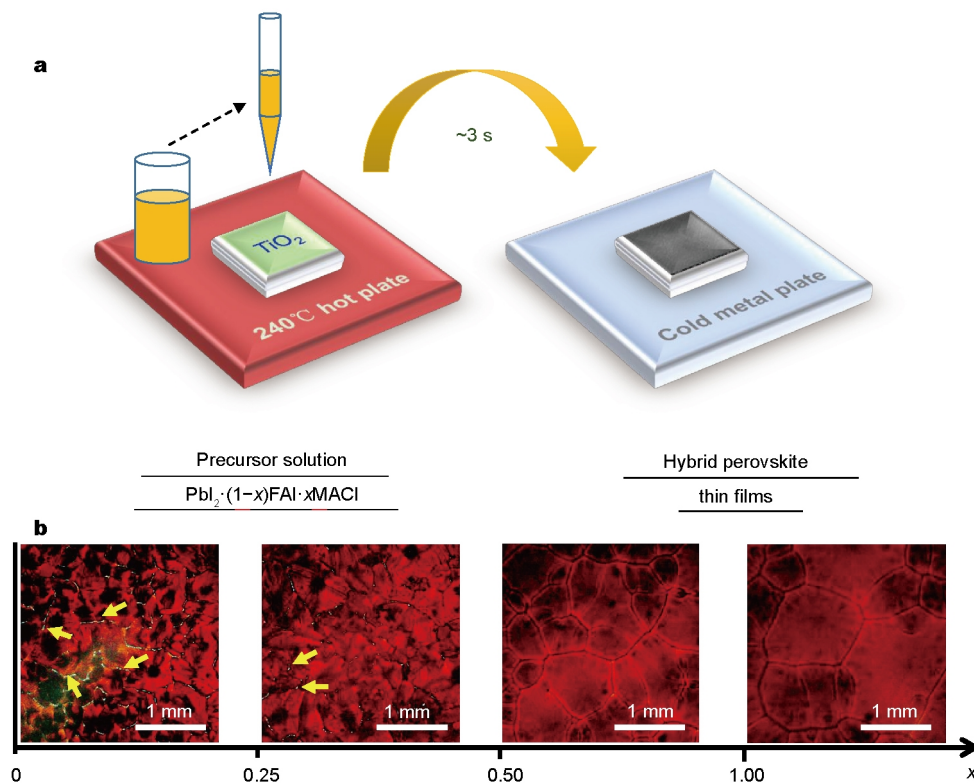 a
~3 s
TiO₂
240℃ hot plate
Cold metal plate
Precursor solution
PbI₂·(1−x)FAI·xMACl
Hybrid perovskite
thin films
b
1 mm
1 mm
1 mm
1 mm
0
0.25
0.50
1.00
x